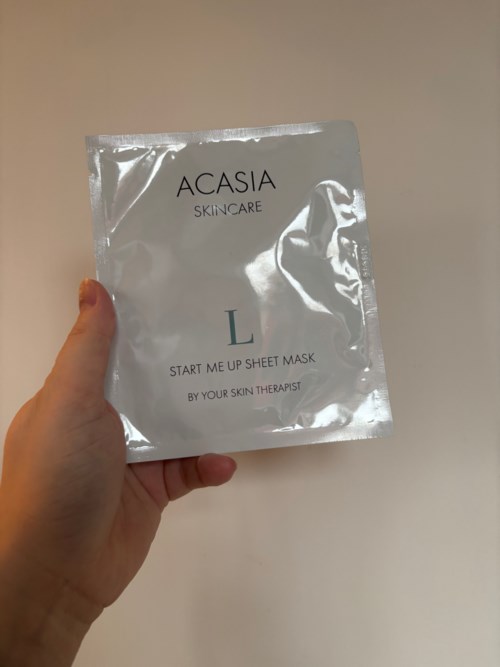 ACASIA
SKINCARE
L
START ME UP SHEET MASK
BY YOUR SKIN THERAPIST